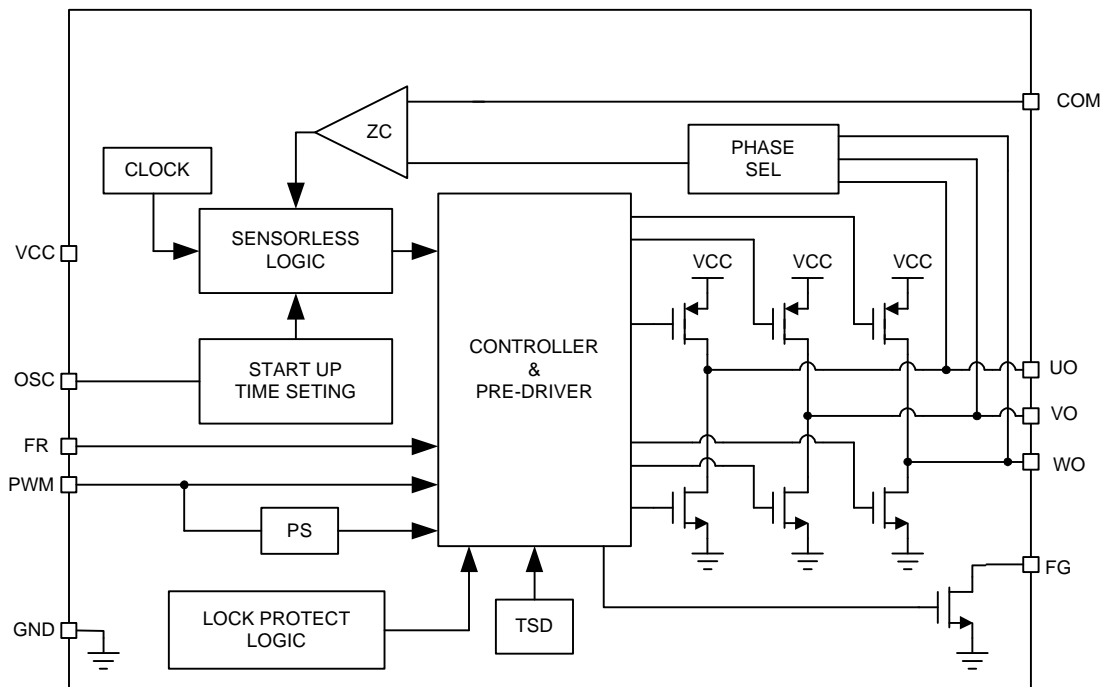 COM
ZC
PHASE
SEL
CLOCK
VCC
SENSORLESS
LOGIC
VCC
VCC
VCC
CONTROLLER
&
PRE-DRIVER
OSC
START UP
TIME SETING
UO
VO
FR
WO
PWM
PS
FG
LOCK PROTECT
LOGIC
TSD
GND